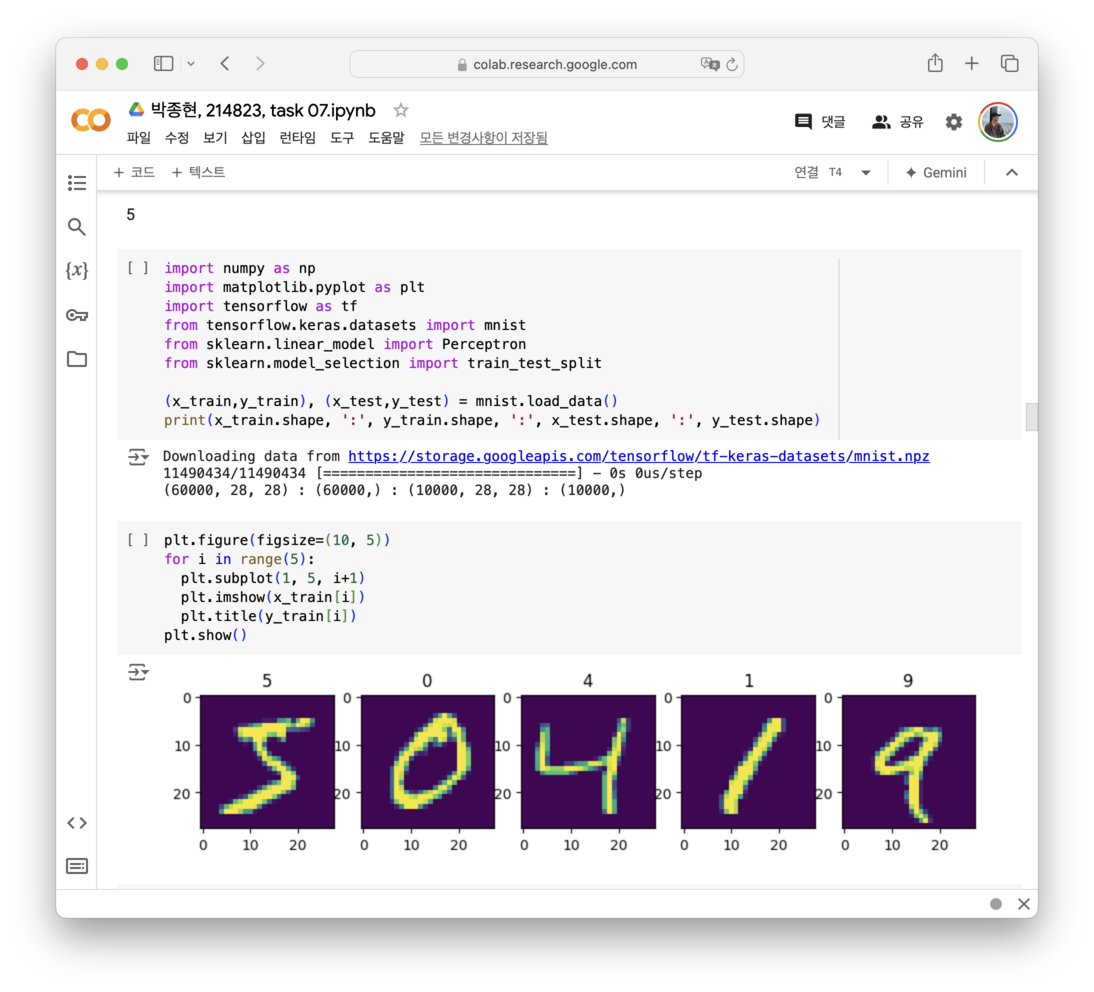 colab.research.google.com
박종현, 214823, task 07.ipynb
댓글 공유
파일 수정 보기 삽입 런타임 도구 도움말 모든 변경사항이 저장됨
+ 코드 + 텍스트 연결 T4 Gemini
5
[ ] import numpy as np
import matplotlib.pyplot as plt
import tensorflow as tf
from tensorflow.keras.datasets import mnist
from sklearn.linear_model import Perceptron
from sklearn.model_selection import train_test_split
(x_train,y_train), (x_test,y_test) = mnist.load_data()
print(x_train.shape, ':', y_train.shape, ':', x_test.shape, ':', y_test.shape)
Downloading data from https://storage.googleapis.com/tensorflow/tf-keras-datasets/mnist.npz
11490434/11490434 [==============================] - 0s 0us/step
(60000, 28, 28) : (60000,) : (10000, 28, 28) : (10000,)
[ ] plt.figure(figsize=(10, 5))
for i in range(5):
  plt.subplot(1, 5, i+1)
  plt.imshow(x_train[i])
  plt.title(y_train[i])
plt.show()
5 0 4 1 9
0 0 0 0 0
5 0 4 1 9
10 10 10 10 10
20 20 20 20 20
0 10 20 0 10 20 0 10 20 0 10 20 0 10 20